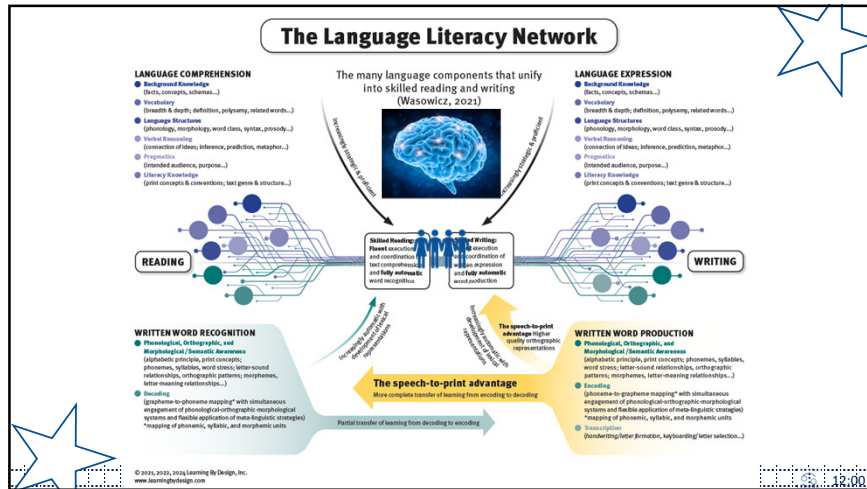 The Language Literacy Network
LANGUAGE COMPREHENSION
Background Knowledge
(facts, concepts, schemas...)
Vocabulary
(breadth & depth; definition, polysemy, related words...)
Language Structures
(phonology, morphology, word class, syntax, prosody...)
Verbal Reasoning
(connection of ideas; inference, prediction, metaphor...)
Pragmatics
(intended audience, purpose...)
Literacy Knowledge
(print concepts & conventions; text genre & structure...)
The many language components that unify
into skilled reading and writing
(Wasowicz, 2021)
Increasingly strategic & proficient
Increasingly strategic & proficient
LANGUAGE EXPRESSION
Background Knowledge
(facts, concepts, schemas...)
Vocabulary
(breadth & depth; definition, polysemy, related words...)
Language Structures
(phonology, morphology, word class, syntax, prosody...)
Verbal Reasoning
(connection of ideas; inference, prediction, metaphor...)
Pragmatics
(intended audience, purpose...)
Literacy Knowledge
(print concepts & conventions; text genre & structure...)
READING
Skilled Reading:
Fluent execution
and coordination
text comprehension
and fully automatic
word recognition
Writing:
execution
and coordination of
expression
and fully automatic
word production
WRITING
WRITTEN WORD RECOGNITION
Phonological, Orthographic, and
Morphological / Semantic Awareness
(alphabetic principle, print concepts;
phonemes, syllables, word stress; letter-sound
relationships, orthographic patterns; morphemes,
letter-meaning relationships...)
Decoding
(grapheme-to-phoneme mapping* with simultaneous
engagement of phonological-orthographic-morphological
systems and flexible application of meta-linguistic strategies)
*mapping of phonemic, syllabic, and morphemic units
Increasingly automatic with
development of lexical
representations
Increasingly automatic with
development of lexical
representations
The speech-to-print
advantage Higher
quality orthographic
representations
The speech-to-print advantage
More complete transfer of learning from encoding to decoding
Partial transfer of learning from decoding to encoding
WRITTEN WORD PRODUCTION
Phonological, Orthographic, and
Morphological / Semantic Awareness
(alphabetic principle, print concepts; phonemes, syllables,
word stress; letter-sound relationships, orthographic
patterns; morphemes, letter-meaning relationships...)
Encoding
(phoneme-to-grapheme mapping* with simultaneous
engagement of phonological-orthographic-morphological
systems and flexible application of meta-linguistic strategies)
*mapping of phonemic, syllabic, and morphemic units
Transcription
(handwriting/letter formation, keyboarding/ letter selection...)
© 2021, 2022, 2024 Learning By Design, Inc.
www.learningbydesign.com
12:00